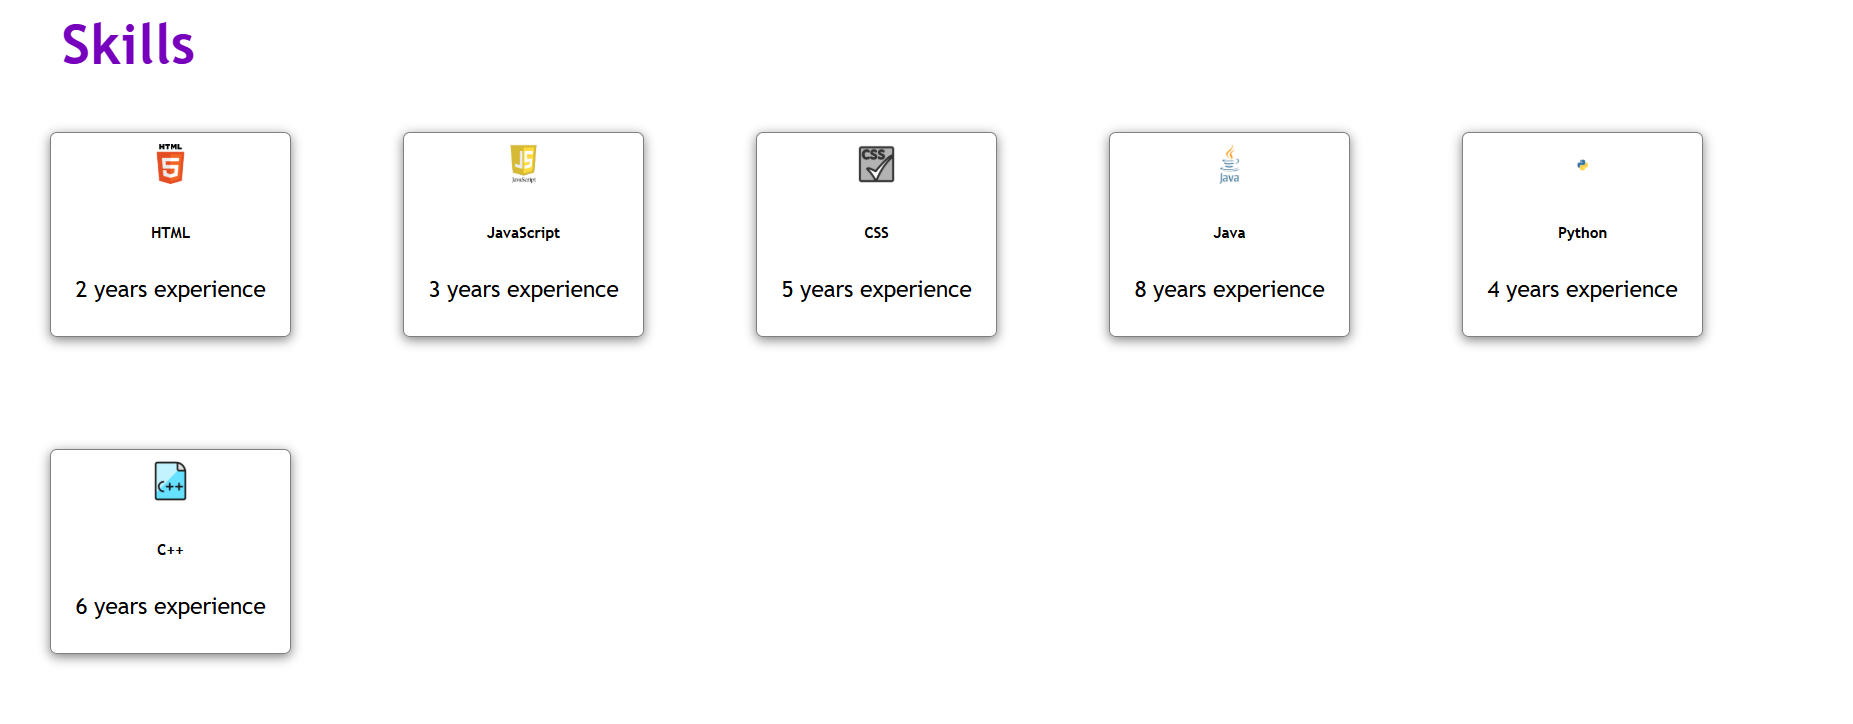 Skills
HTML
HTML
2 years experience
JS
JavaScript
JavaScript
3 years experience
CSS
CSS
5 years experience
Java
Java
8 years experience
Python
4 years experience
C++
C++
6 years experience